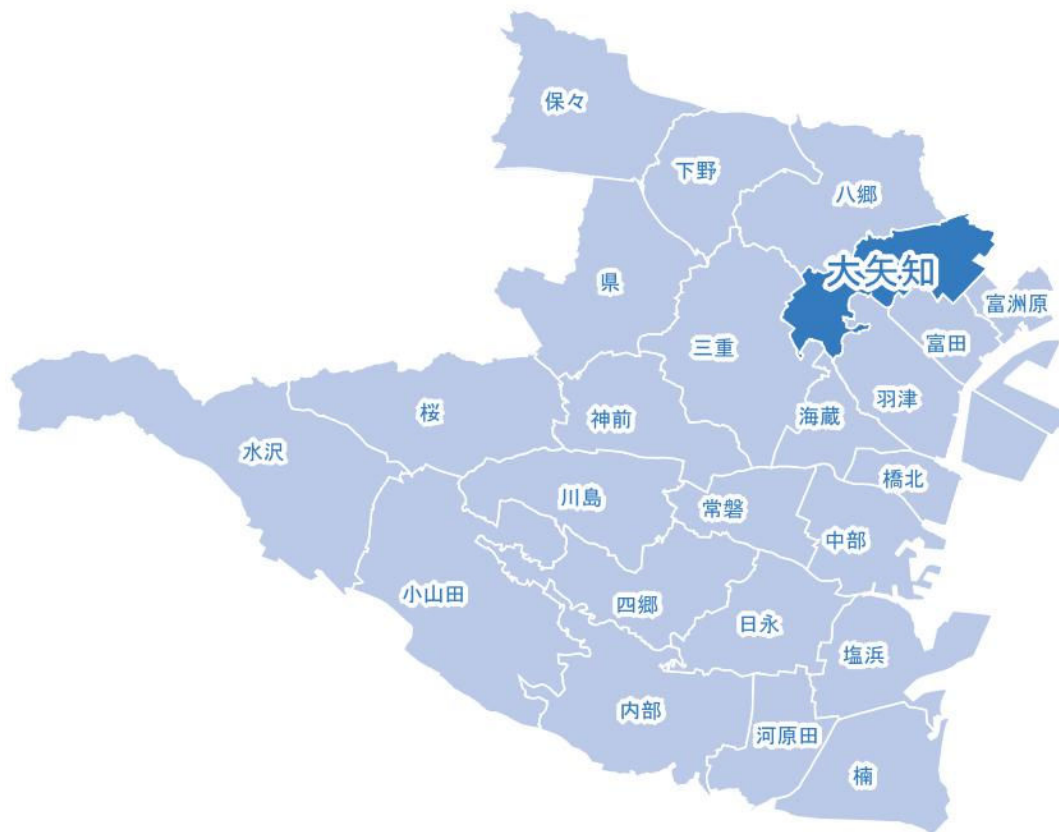 保々
下野
八郷
大矢知
県
富洲原
三重
富田
羽津
桜
神前
海蔵
水沢
橋北
川島
常磐
中部
小山田
四郷
日永
塩浜
内部
河原田
楠